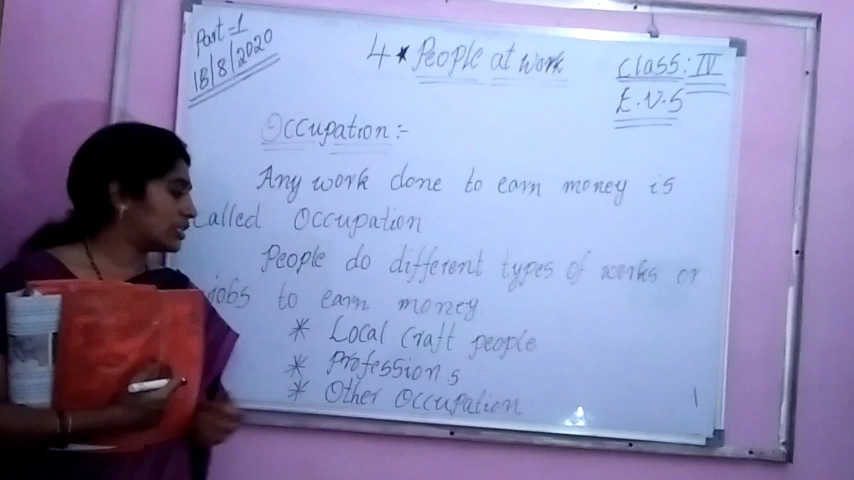 Part-1
18/8/2020
4 * People at work
Class: IV
E.V.S
Occupation:-
Any work done to earn money is
called Occupation
People do different types of works or
jobs to earn money
* Local Craft people
* Professions
* Other Occupation
1